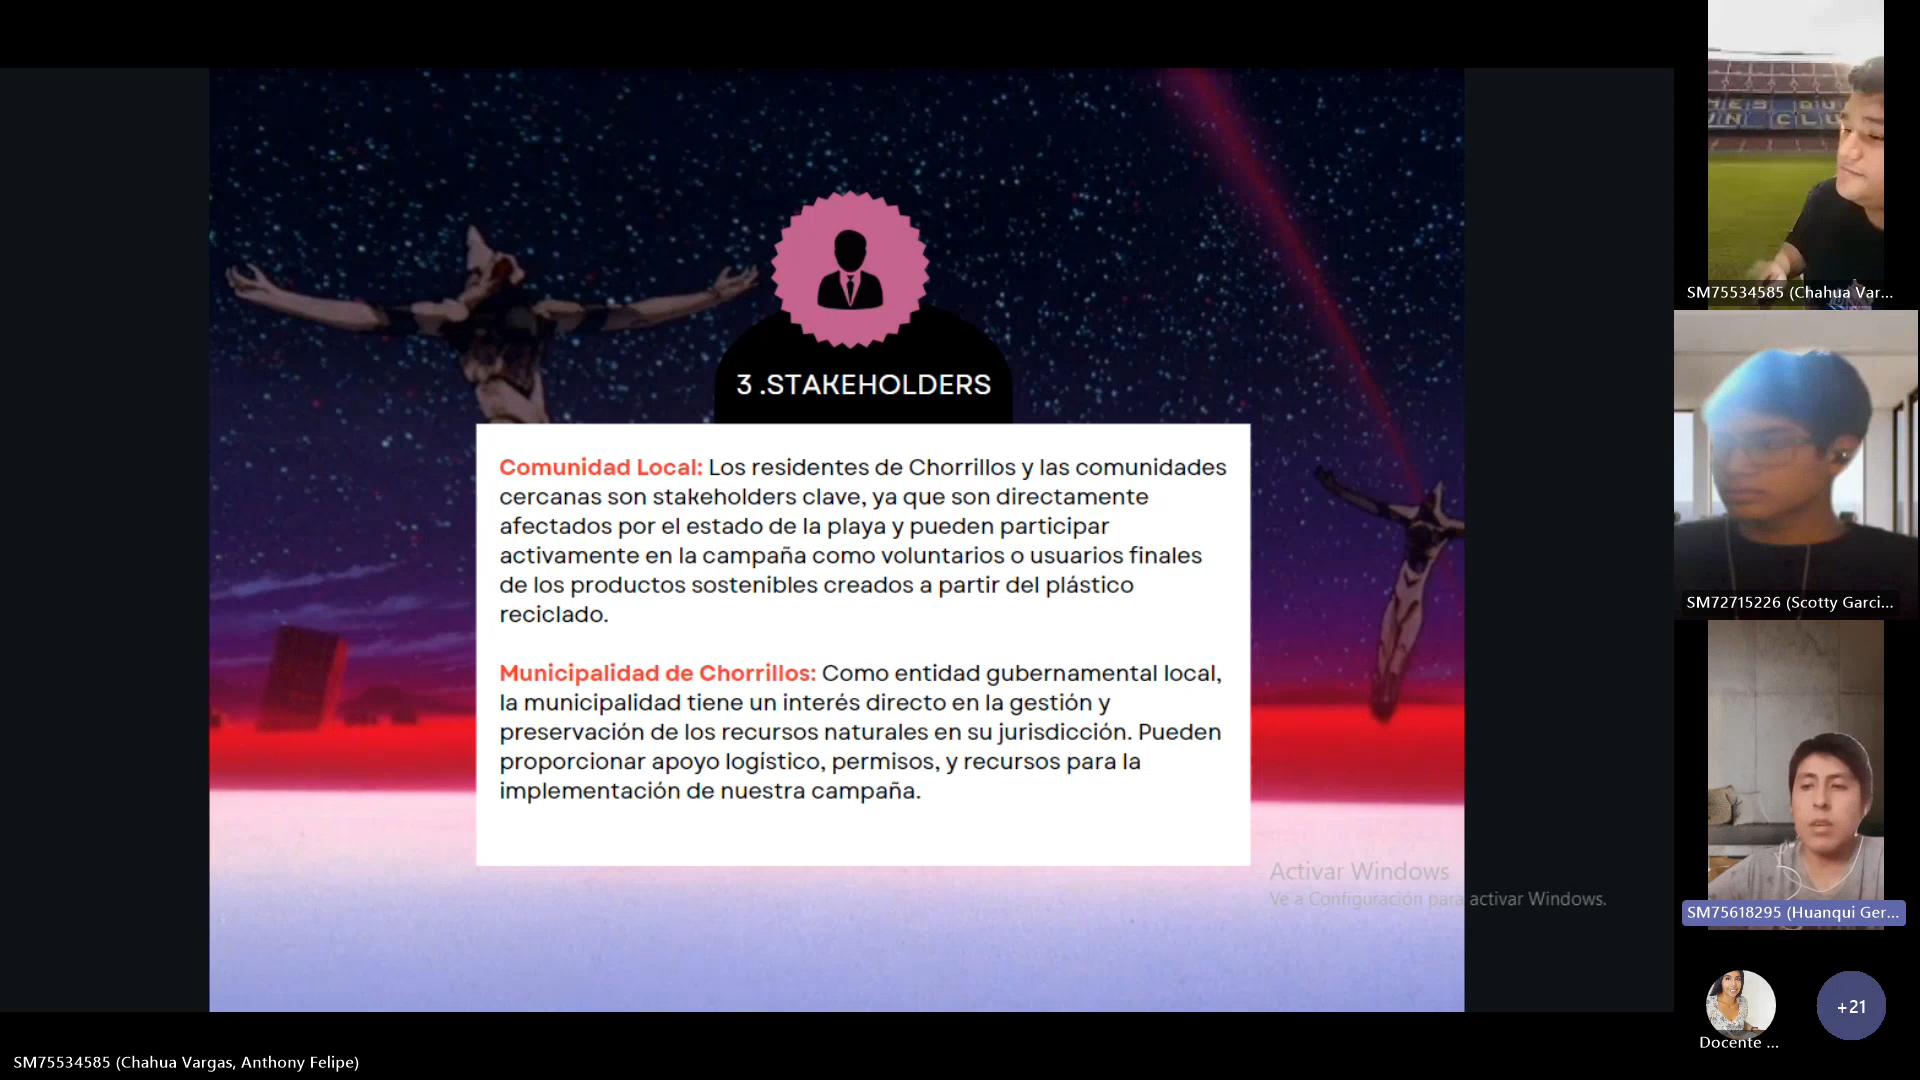 3 .STAKEHOLDERS
Comunidad Local: Los residentes de Chorrillos y las comunidades
cercanas son stakeholders clave, ya que son directamente
afectados por el estado de la playa y pueden participar
activamente en la campaña como voluntarios o usuarios finales
de los productos sostenibles creados a partir del plástico
reciclado.
Municipalidad de Chorrillos: Como entidad gubernamental local,
la municipalidad tiene un interés directo en la gestión y
preservación de los recursos naturales en su jurisdicción. Pueden
proporcionar apoyo logístico, permisos, y recursos para la
implementación de nuestra campaña.
Activar Windows
Ve a Configuración para activar Windows.
SM75534585 (Chahua Var...
SM72715226 (Scotty Garci...
SM75618295 (Huanqui Ger...
Docente ...
+21
SM75534585 (Chahua Vargas, Anthony Felipe)